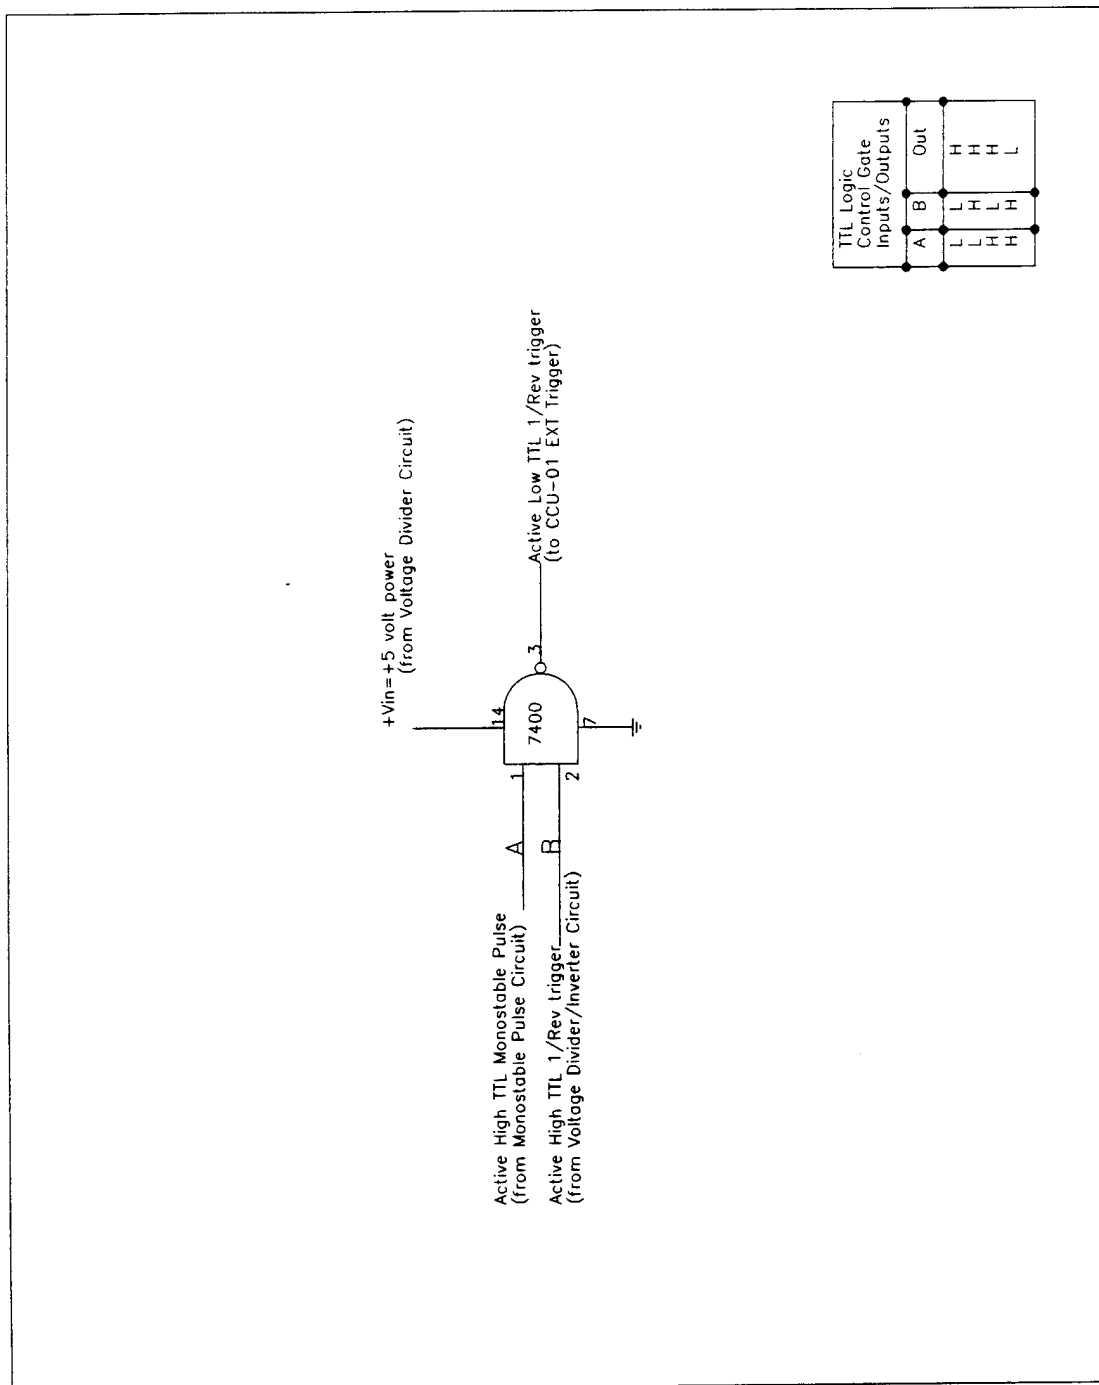 +Vin=+5 volt power
(from Voltage Divider Circuit)
Active High TTL Monostable Pulse
(from Monostable Pulse Circuit)
A
1
14
7400
3
Active Low TTL 1/Rev trigger
(to CCU-01 EXT Trigger)
Active High TTL 1/Rev trigger
(from Voltage Divider/Inverter Circuit)
B
2
7
TTL Logic
Control Gate
Inputs/Outputs
A B Out
L L H
L H H
H L H
H H L